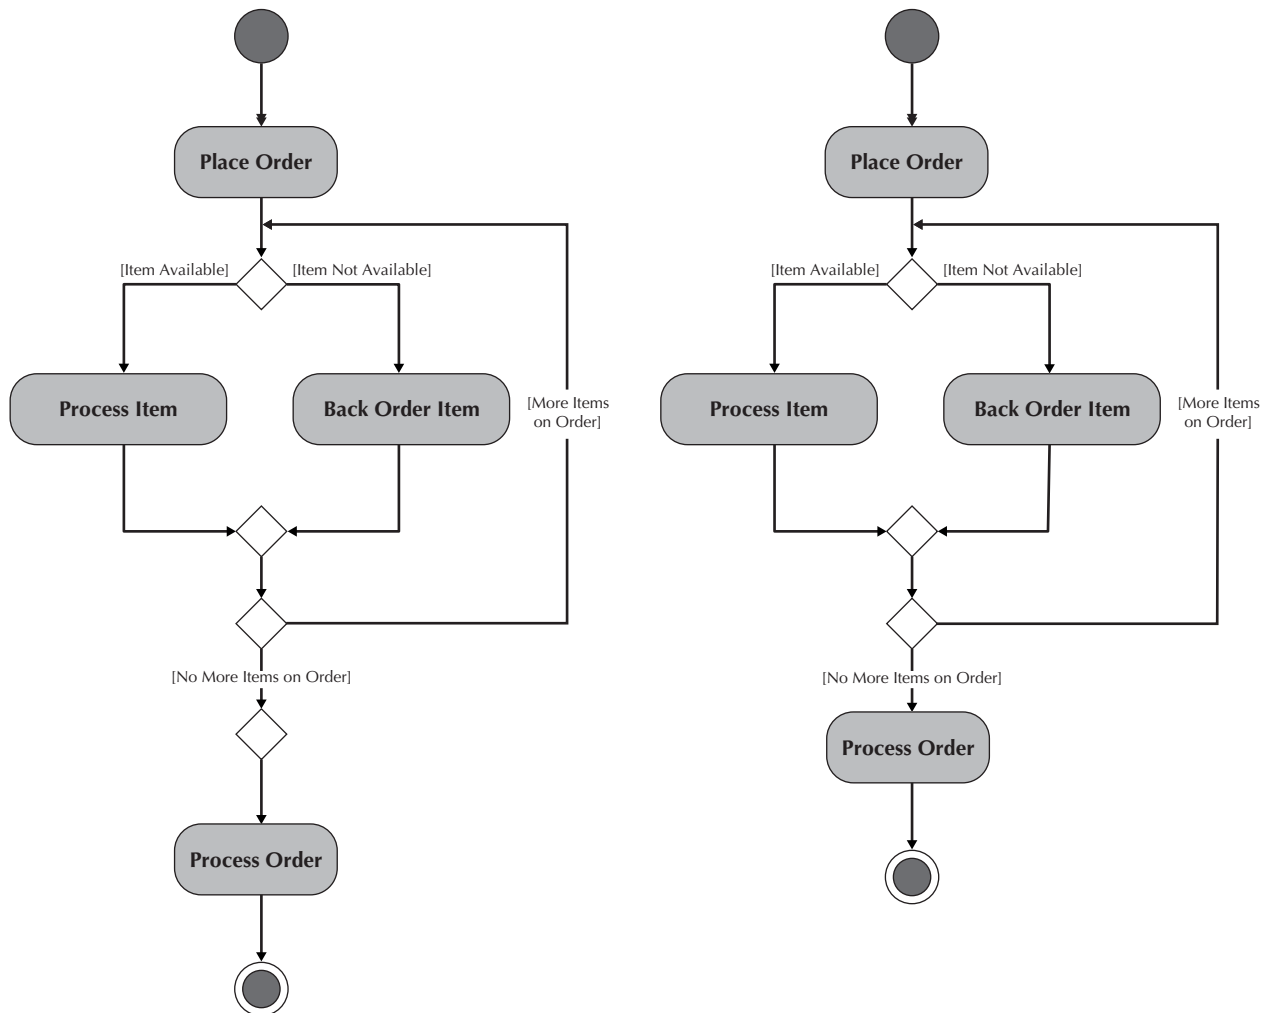 Place Order
[Item Available]
[Item Not Available]
Process Item
Back Order Item
[More Items
on Order]
[No More Items on Order]
Process Order
Place Order
[Item Available]
[Item Not Available]
Process Item
Back Order Item
[More Items
on Order]
[No More Items on Order]
Process Order